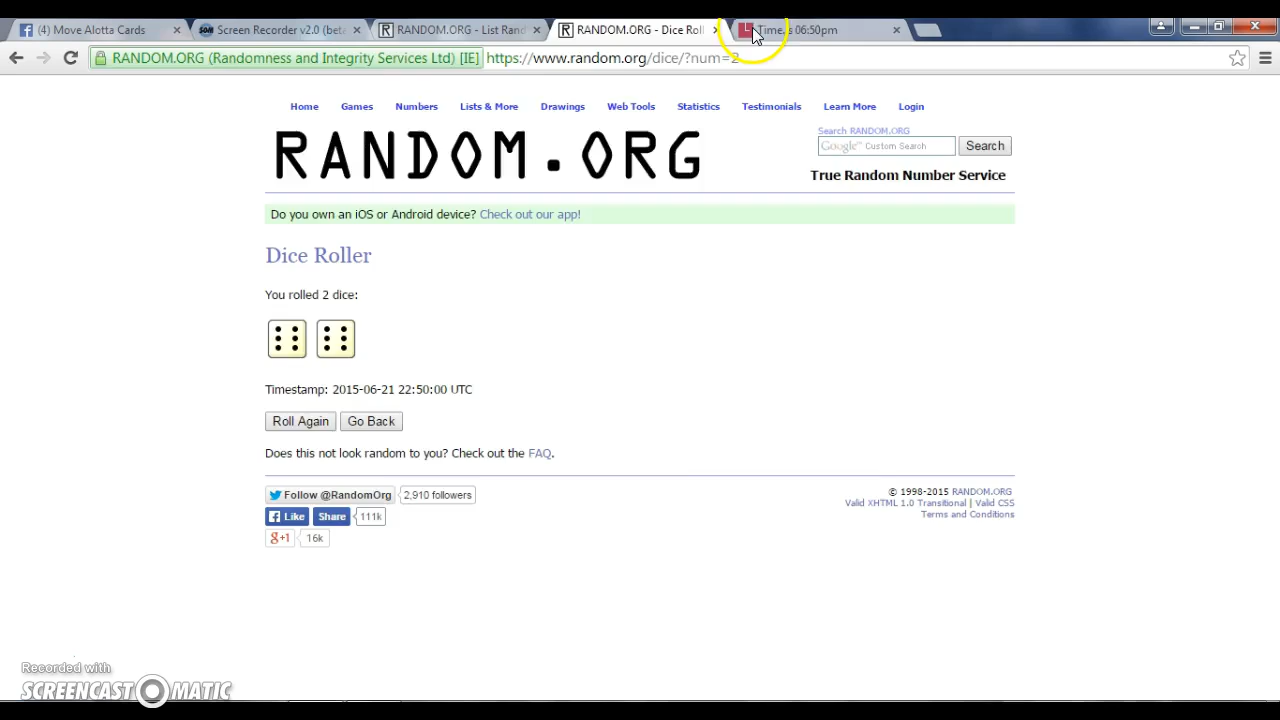 (4) Move Alotta Cards
Screen Recorder v2.0 (beta
RANDOM.ORG - List Rand
RANDOM.ORG - Dice Roll
Time.is 06:50pm
RANDOM.ORG (Randomness and Integrity Services Ltd) [IE]
https://www.random.org/dice/?num=2
Home Games Numbers Lists & More Drawings Web Tools Statistics Testimonials Learn More Login
RANDOM.ORG
Search RANDOM.ORG
Google™ Custom Search
Search
True Random Number Service
Do you own an iOS or Android device? Check out our app!
Dice Roller
You rolled 2 dice:
Timestamp: 2015-06-21 22:50:00 UTC
Roll Again Go Back
Does this not look random to you? Check out the FAQ.
Follow @RandomOrg 2,910 followers
Like Share 111k
g+1 16k
© 1998-2015 RANDOM.ORG
Valid XHTML 1.0 Transitional | Valid CSS
Terms and Conditions
Recorded with
SCREENCAST-O-MATIC